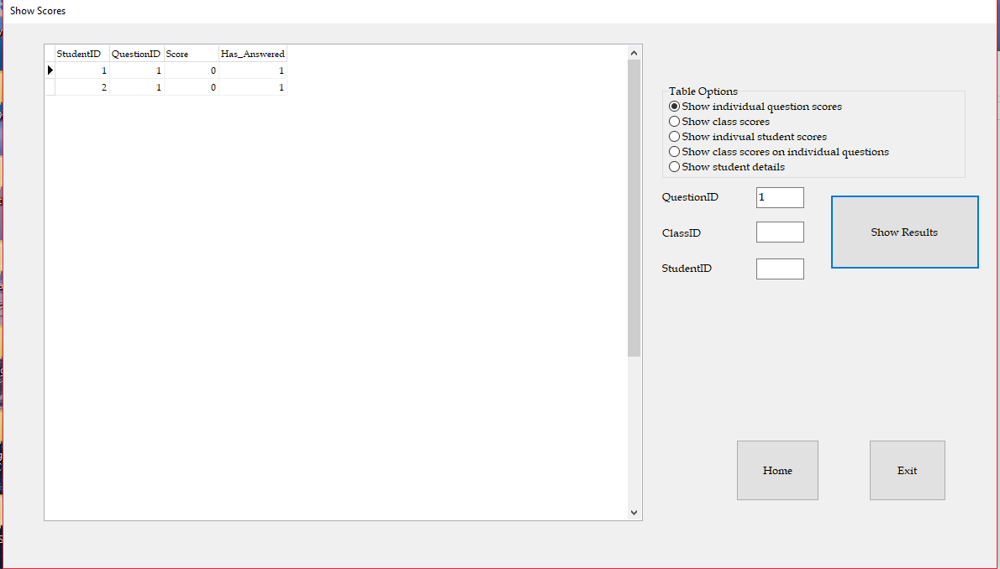 Show Scores
StudentID QuestionID Score Has_Answered
1 1 0 1
2 1 0 1
Table Options
Show individual question scores
Show class scores
Show indivual student scores
Show class scores on individual questions
Show student details
QuestionID 1
ClassID
StudentID
Show Results
Home Exit